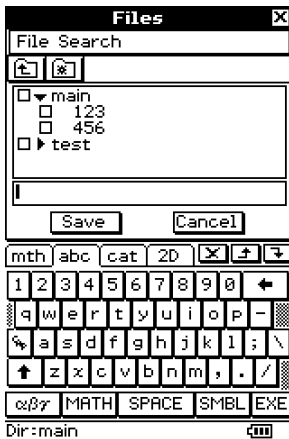 Files
File Search
main
123
456
test
Save Cancel
mth abc cat 2D
1 2 3 4 5 6 7 8 9 0
q w e r t y u i o p -
a s d f g h j k l ; \
z x c v b n m , . /
αβγ MATH SPACE SMBL EXE
Dir:main